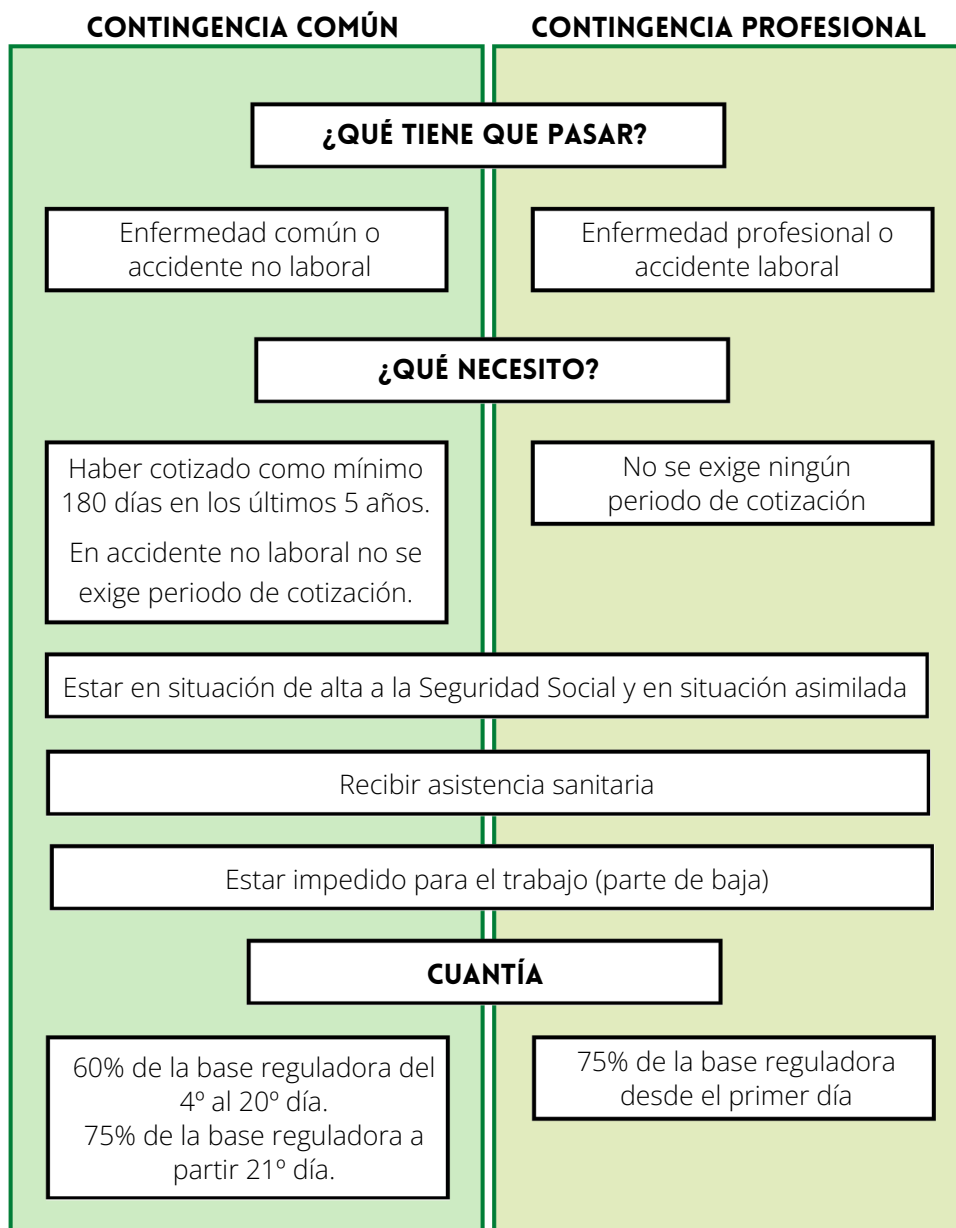 CONTINGENCIA COMÚN
CONTINGENCIA PROFESIONAL
¿QUÉ TIENE QUE PASAR?
Enfermedad común o
accidente no laboral
Enfermedad profesional o
accidente laboral
¿QUÉ NECESITO?
Haber cotizado como mínimo
180 días en los últimos 5 años.
En accidente no laboral no se
exige periodo de cotización.
No se exige ningún
periodo de cotización
Estar en situación de alta a la Seguridad Social y en situación asimilada
Recibir asistencia sanitaria
Estar impedido para el trabajo (parte de baja)
CUANTÍA
60% de la base reguladora del
4º al 20º día.
75% de la base reguladora a
partir 21º día.
75% de la base reguladora
desde el primer día